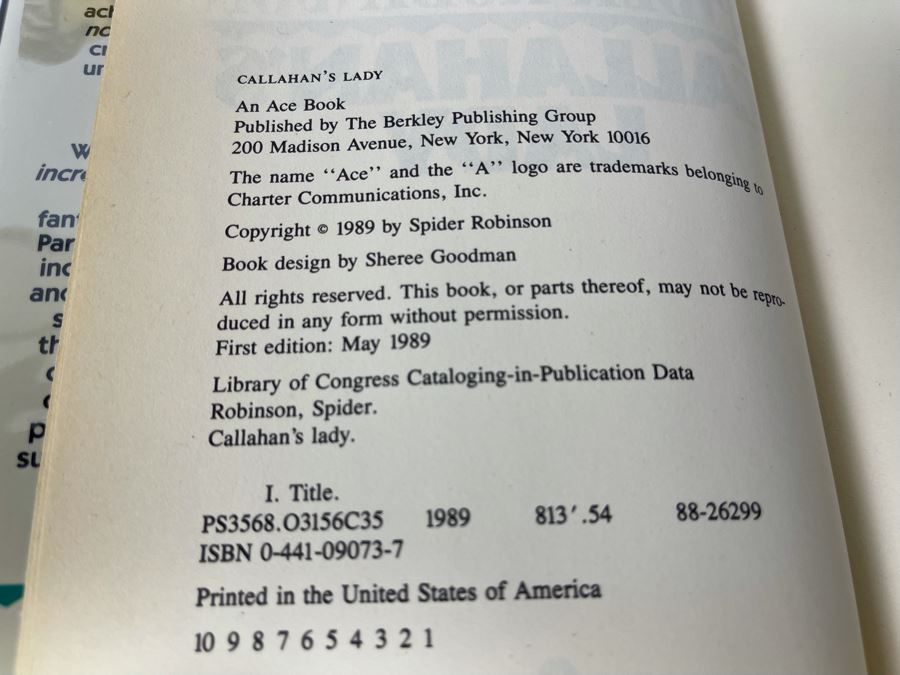 CALLAHAN'S LADY
An Ace Book
Published by The Berkley Publishing Group
200 Madison Avenue, New York, New York 10016
The name "Ace" and the "A" logo are trademarks belonging to
Charter Communications, Inc.
Copyright © 1989 by Spider Robinson
Book design by Sheree Goodman
All rights reserved. This book, or parts thereof, may not be repro-
duced in any form without permission.
First edition: May 1989
Library of Congress Cataloging-in-Publication Data
Robinson, Spider.
Callahan's lady.
I. Title.
PS3568.O3156C35 1989 813'.54 88-26299
ISBN 0-441-09073-7
Printed in the United States of America
10 9 8 7 6 5 4 3 2 1